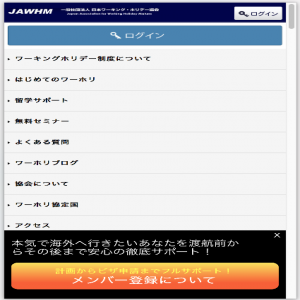 JAWHM 一般社団法人 日本ワーキング・ホリデー協会
Japan Association for Working Holiday Makers
ログイン
ログイン
ワーキングホリデー制度について
はじめてのワーホリ
留学サポート
無料セミナー
よくある質問
ワーホリブログ
協会について
ワーホリ協定国
アクセス
×
本気で海外へ行きたいあなたを渡航前か
らその後まで安心の徹底サポート！
計画からビザ申請までフルサポート！
メンバー登録について